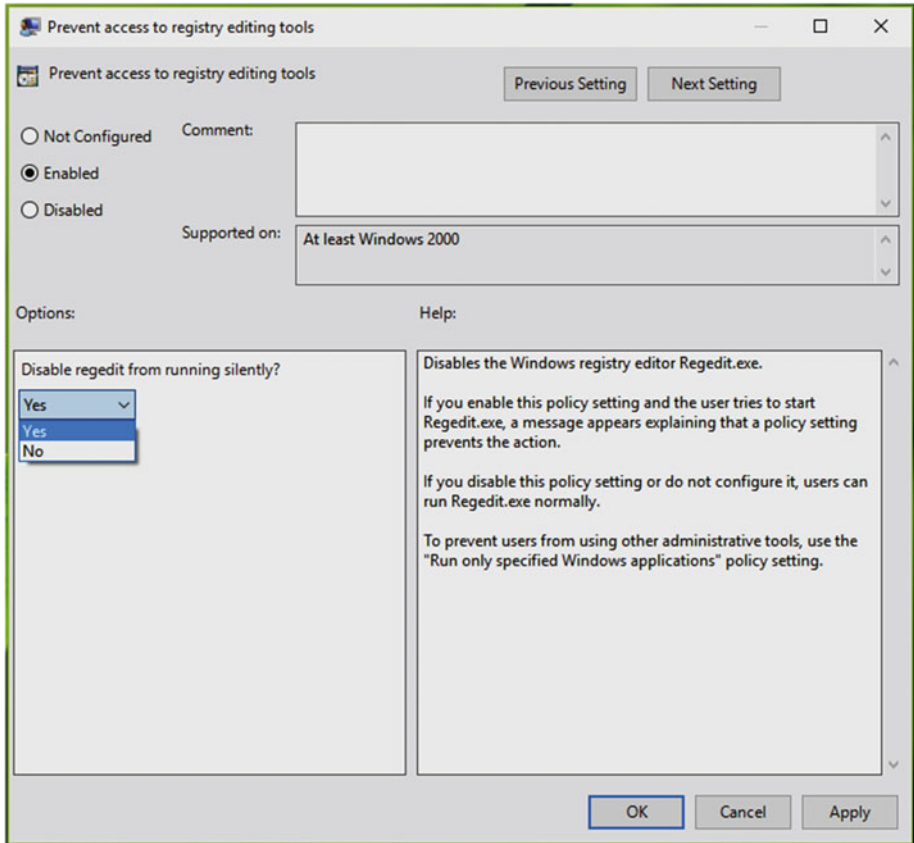 Prevent access to registry editing tools
Prevent access to registry editing tools
Previous Setting
Next Setting
Not Configured
Enabled
Disabled
Comment:
Supported on:
At least Windows 2000
Options:
Help:
Disable regedit from running silently?
Yes
Yes
No
Disables the Windows registry editor Regedit.exe.
If you enable this policy setting and the user tries to start
Regedit.exe, a message appears explaining that a policy setting
prevents the action.
If you disable this policy setting or do not configure it, users can
run Regedit.exe normally.
To prevent users from using other administrative tools, use the
"Run only specified Windows applications" policy setting.
OK
Cancel
Apply